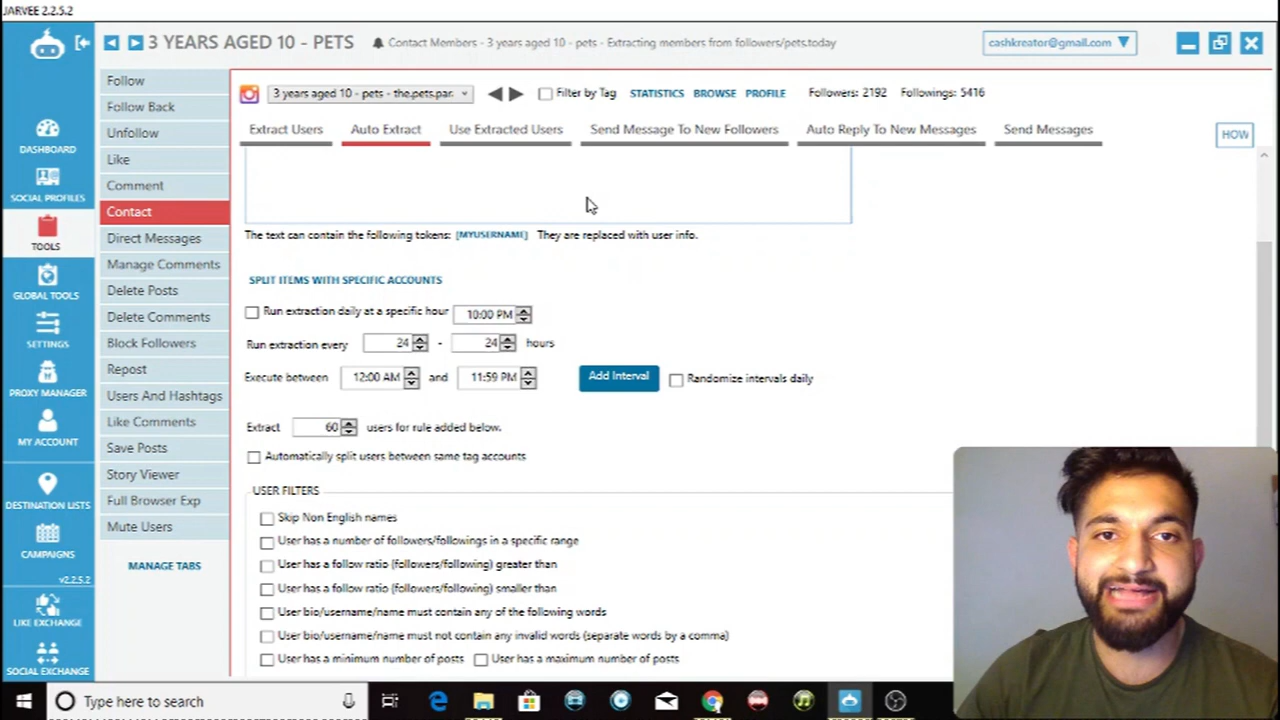 JARVEE 2.2.5.2
3 YEARS AGED 10 - PETS
Contact Members - 3 years aged 10 - pets - Extracting members from followers/pets.today
cashkreator@gmail.com
3 years aged 10 - pets - the.pets.par.
Filter by Tag
STATISTICS
BROWSE
PROFILE
Followers: 2192
Followings: 5416
Extract Users
Auto Extract
Use Extracted Users
Send Message To New Followers
Auto Reply To New Messages
Send Messages
HOW
DASHBOARD
SOCIAL PROFILES
TOOLS
GLOBAL TOOLS
SETTINGS
PROXY MANAGER
MY ACCOUNT
DESTINATION LISTS
CAMPAIGNS
v2.2.5.2
LIKE EXCHANGE
SOCIAL EXCHANGE
Follow
Follow Back
Unfollow
Like
Comment
Contact
Direct Messages
Manage Comments
Delete Posts
Delete Comments
Block Followers
Repost
Users And Hashtags
Like Comments
Save Posts
Story Viewer
Full Browser Exp
Mute Users
MANAGE TABS
The text can contain the following tokens: [MYUSERNAME] They are replaced with user info.
SPLIT ITEMS WITH SPECIFIC ACCOUNTS
Run extraction daily at a specific hour 10:00 PM
Run extraction every 24 - 24 hours
Execute between 12:00 AM and 11:59 PM Add Interval Randomize intervals daily
Extract 60 users for rule added below.
Automatically split users between same tag accounts
USER FILTERS
Skip Non English names
User has a number of followers/followings in a specific range
User has a follow ratio (followers/following) greater than
User has a follow ratio (followers/following) smaller than
User bio/username/name must contain any of the following words
User bio/username/name must not contain any invalid words (separate words by a comma)
User has a minimum number of posts User has a maximum number of posts
Type here to search